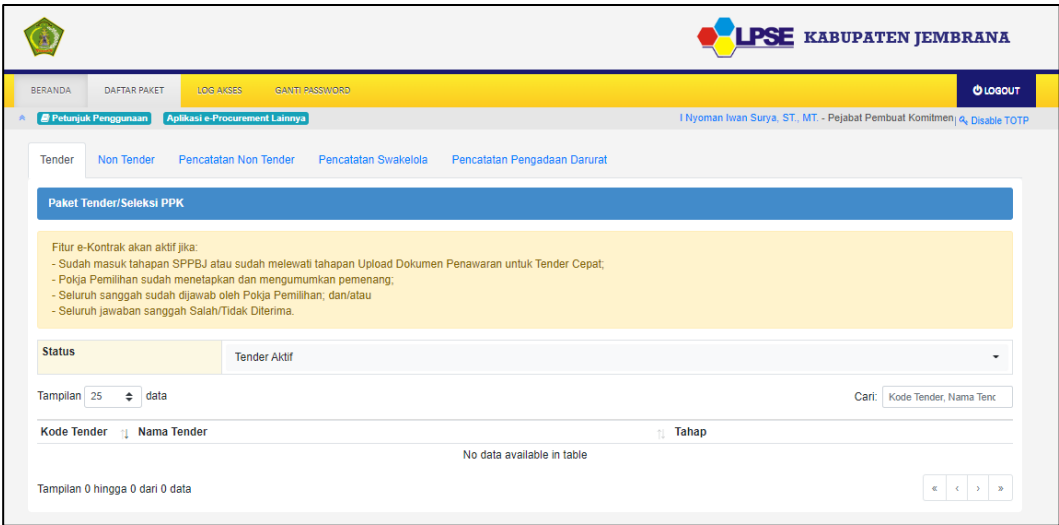 LPSE KABUPATEN JEMBRANA
BERANDA DAFTAR PAKET LOG AKSES GANTI PASSWORD LOGOUT
Petunjuk Penggunaan Aplikasi e-Procurement Lainnya I Nyoman Iwan Surya, ST., MT. - Pejabat Pembuat Komitmen Disable TOTP
Tender Non Tender Pencatatan Non Tender Pencatatan Swakelola Pencatatan Pengadaan Darurat
Paket Tender/Seleksi PPK
Fitur e-Kontrak akan aktif jika:
- Sudah masuk tahapan SPPBJ atau sudah melewati tahapan Upload Dokumen Penawaran untuk Tender Cepat;
- Pokja Pemilihan sudah menetapkan dan mengumumkan pemenang;
- Seluruh sanggah sudah dijawab oleh Pokja Pemilihan; dan/atau
- Seluruh jawaban sanggah Salah/Tidak Diterima.
Status Tender Aktif
Tampilan 25 data Cari: Kode Tender, Nama Tend
Kode Tender Nama Tender Tahap
No data available in table
Tampilan 0 hingga 0 dari 0 data « ‹ › »